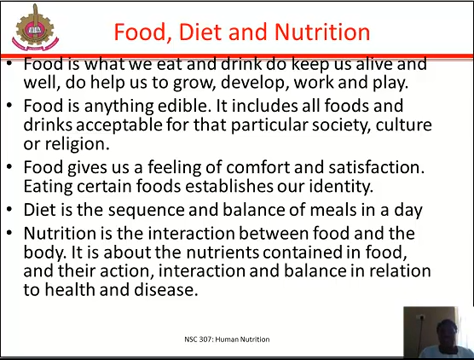 Food, Diet and Nutrition
• Food is what we eat and drink do keep us alive and
well, do help us to grow, develop, work and play.
• Food is anything edible. It includes all foods and
drinks acceptable for that particular society, culture
or religion.
• Food gives us a feeling of comfort and satisfaction.
Eating certain foods establishes our identity.
• Diet is the sequence and balance of meals in a day
• Nutrition is the interaction between food and the
body. It is about the nutrients contained in food,
and their action, interaction and balance in relation
to health and disease.
NSC 307: Human Nutrition